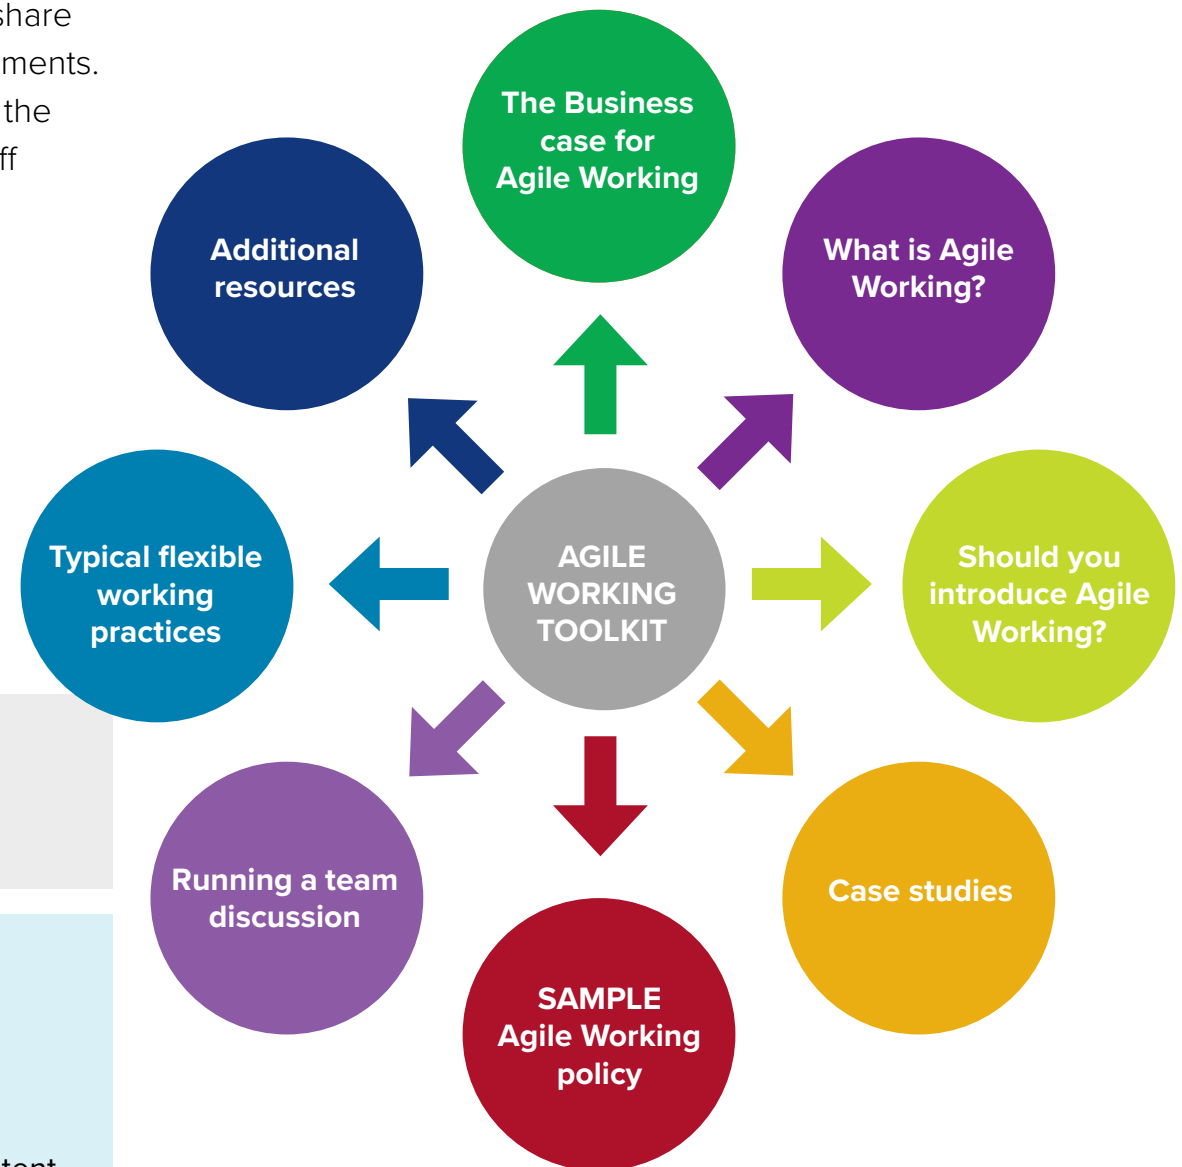 share
ments.
the
ff
The Business
case for
Agile Working
What is Agile
Working?
Should you
introduce Agile
Working?
Case studies
SAMPLE
Agile Working
policy
Running a team
discussion
Typical flexible
working
practices
Additional
resources
AGILE
WORKING
TOOLKIT